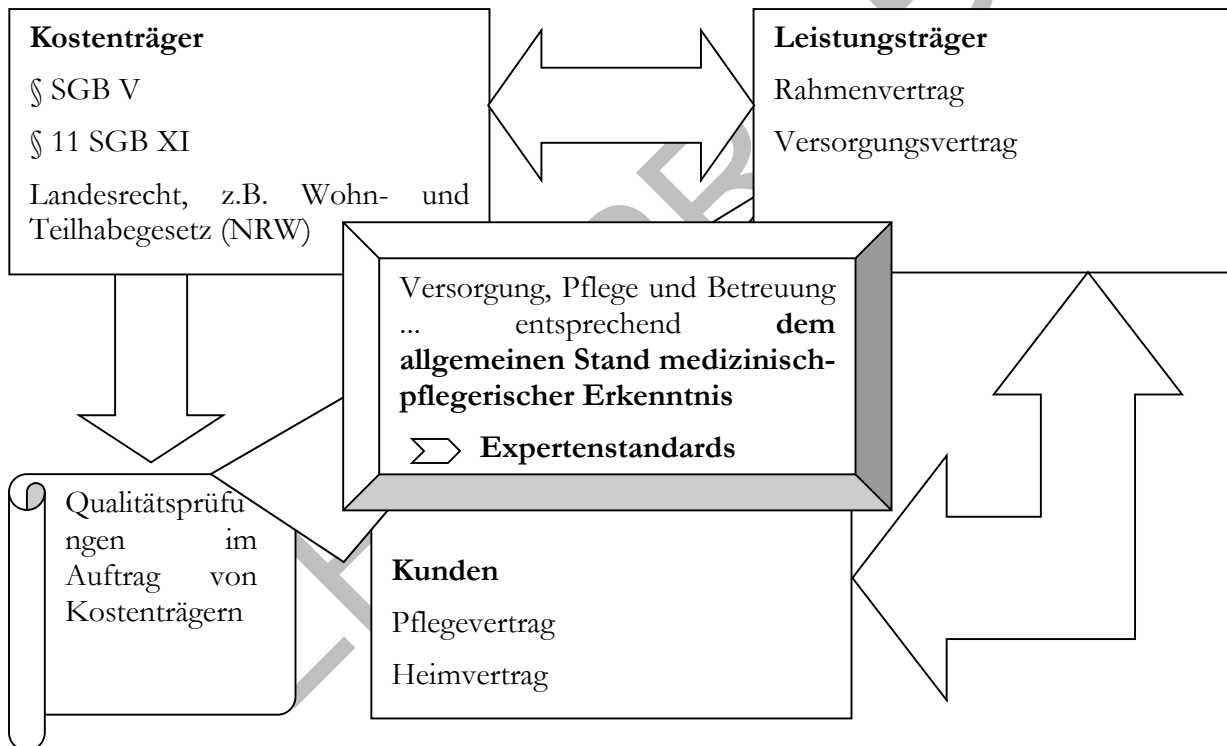 Kostenträger
§ SGB V
§ 11 SGB XI
Landesrecht, z.B. Wohn- und
Teilhabegesetz (NRW)
Leistungsträger
Rahmenvertrag
Versorgungsvertrag
Versorgung, Pflege und Betreuung
... entsprechend dem
allgemeinen Stand medizinisch-
pflegerischer Erkenntnis
Expertenstandards
Qualitätsprüfu
ngen im
Auftrag von
Kostenträgern
Kunden
Pflegevertrag
Heimvertrag